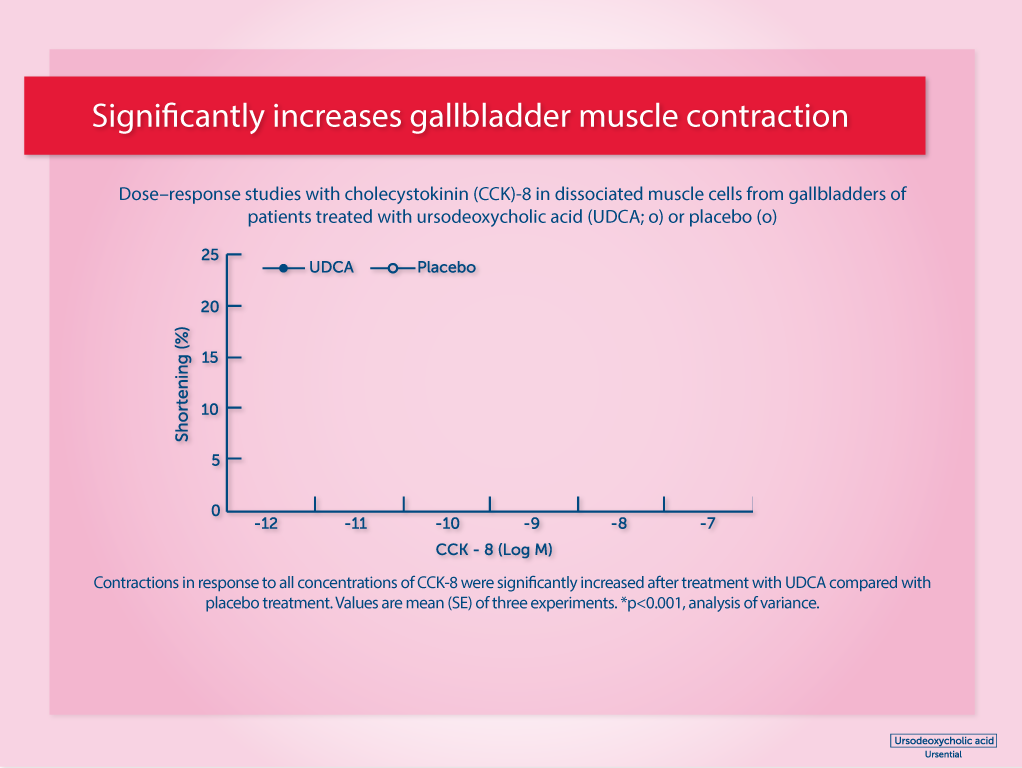 Significantly increases gallbladder muscle contraction
Dose–response studies with cholecystokinin (CCK)-8 in dissociated muscle cells from gallbladders of
patients treated with ursodeoxycholic acid (UDCA; o) or placebo (o)
25
UDCA Placebo
20
15
10
5
0
Shortening (%)
-12 -11 -10 -9 -8 -7
CCK - 8 (Log M)
Contractions in response to all concentrations of CCK-8 were significantly increased after treatment with UDCA compared with
placebo treatment. Values are mean (SE) of three experiments. *p<0.001, analysis of variance.
Ursodeoxycholic acid
Ursential